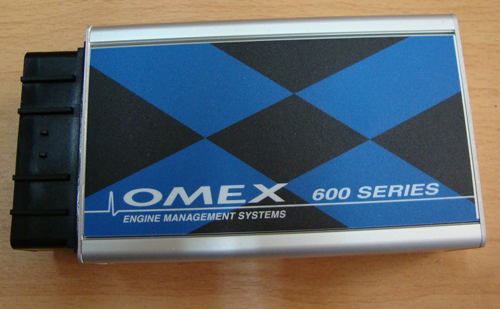 OMEX 600 SERIES
ENGINE MANAGEMENT SYSTEMS